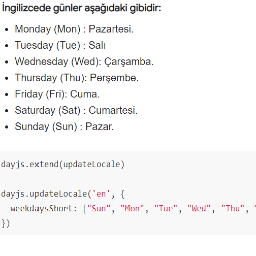 İngilizcede günler aşağıdaki gibidir:
• Monday (Mon) : Pazartesi.
• Tuesday (Tue) : Salı
• Wednesday (Wed): Çarşamba.
• Thursday (Thu): Perşembe.
• Friday (Fri): Cuma.
• Saturday (Sat) : Cumartesi.
• Sunday (Sun) : Pazar.
dayjs.extend(updateLocale)
dayjs.updateLocale('en', {
weekdaysShort: ["Sun", "Mon", "Tue", "Wed", "Thu", "
})